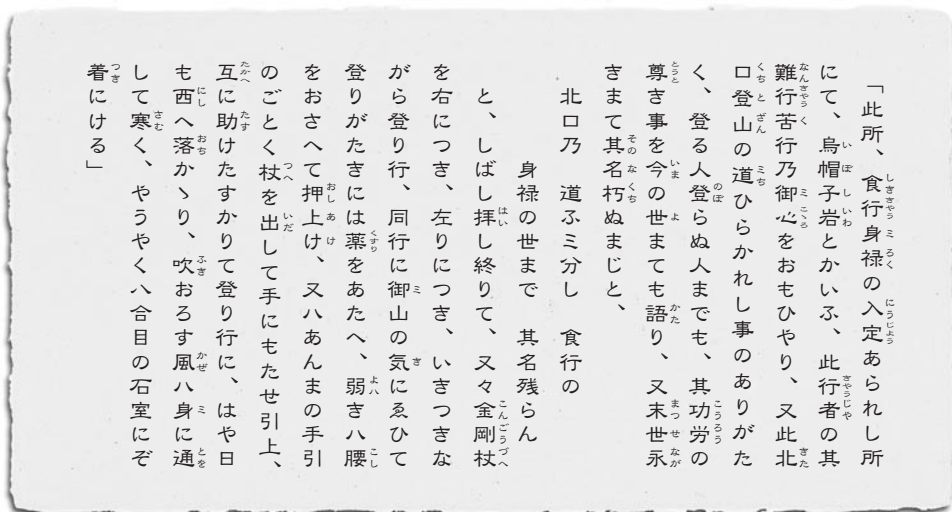 「此所、食行身禄の入定あられし所
にて、烏帽子岩とかいふ、此行者の其
難行苦行乃御心をおもひやり、又此北
口登山の道ひらかれし事のありがた
く、登る人登らぬ人までも、其功労の
尊き事を今の世までも語り、又末世永
きまて其名朽ぬまじと、
北口乃　道ふミ分し　食行の
身禄の世まで　其名残らん
と、しばし拝し終りて、又々金剛杖
を右につき、左りにつき、いきつきな
がら登り行、同行に御山の気にゑひて
登りがたきには薬をあたへ、弱き八腰
をおさへて押上け、又ハあんまの手引
のごとく杖を出して手にもたせ引上、
互に助けたすかりて登り行に、はや日
も西へ落かゝり、吹おろす風ハ身に通
して寒く、やうやく八合目の石室にぞ
着にける」